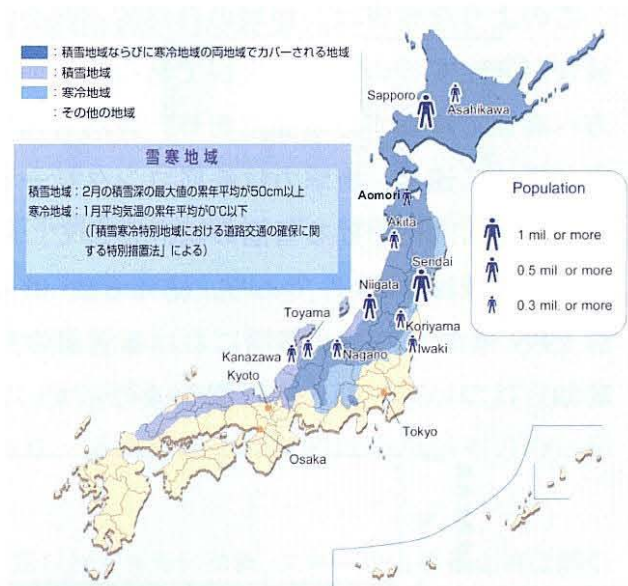 ：積雪地域ならびに寒冷地域の両地域でカバーされる地域
：積雪地域
：寒冷地域
：その他の地域
雪寒地域
積雪地域：2月の積雪深の最大値の累年平均が50cm以上
寒冷地域：1月平均気温の累年平均が0℃以下
（「積雪寒冷特別地域における道路交通の確保に関
する特別措置法」による）
Sapporo
Asahikawa
Aomori
Akita
Sendai
Niigata
Toyama
Koriyama
Kanazawa
Nagano
Iwaki
Kyoto
Tokyo
Osaka
Population
1 mil. or more
0.5 mil. or more
0.3 mil. or more